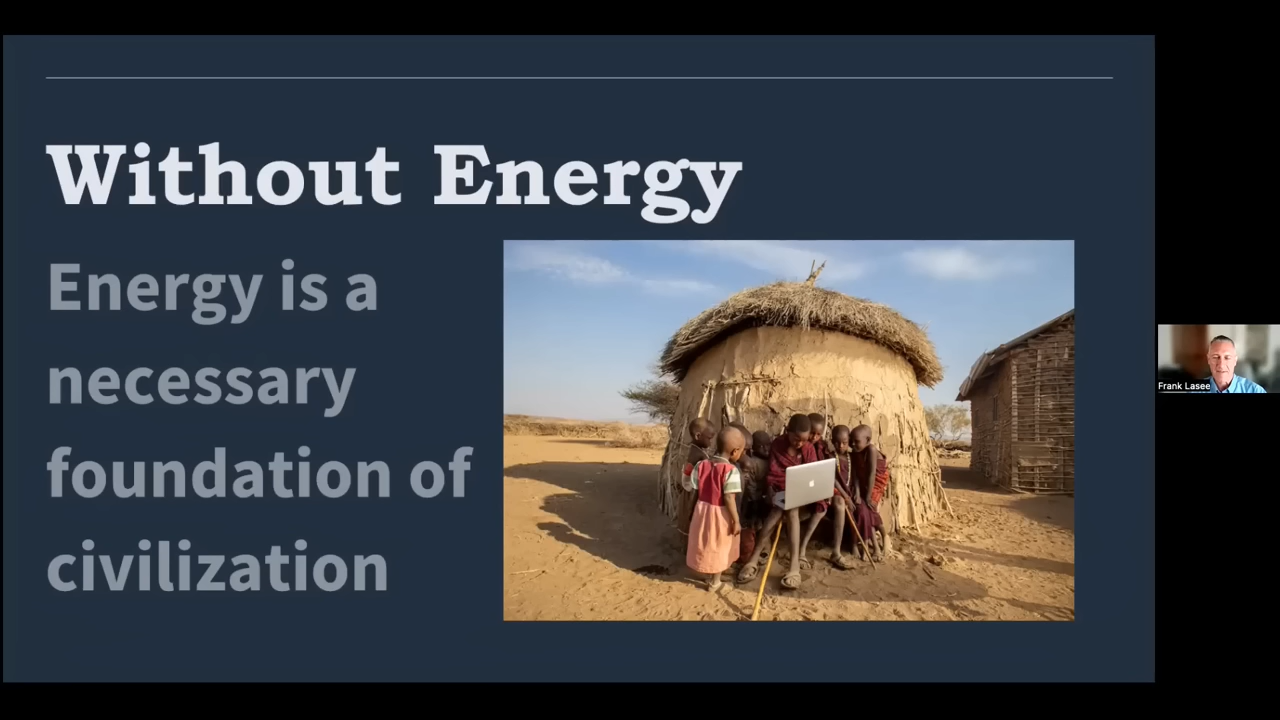 Without Energy
Energy is a
necessary
foundation of
civilization
Frank Lasee